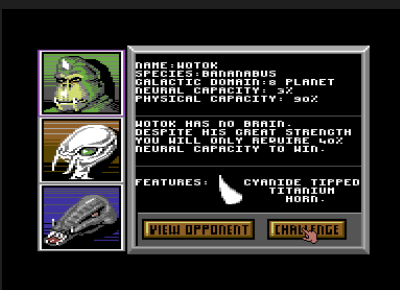 NAME:WOTOK
SPECIES:BANANABUS
GALACTIC DOMAIN:8 PLANET
NEURAL CAPACITY: 3%
PHYSICAL CAPACITY: 90%
WOTOK HAS NO BRAIN.
DESPITE HIS GREAT STRENGTH
YOU WILL ONLY REQUIRE 40%
NEURAL CAPACITY TO WIN.
FEATURES: CYANIDE TIPPED
TITANIUM
HORN.
VIEW OPPONENT CHALLENGE